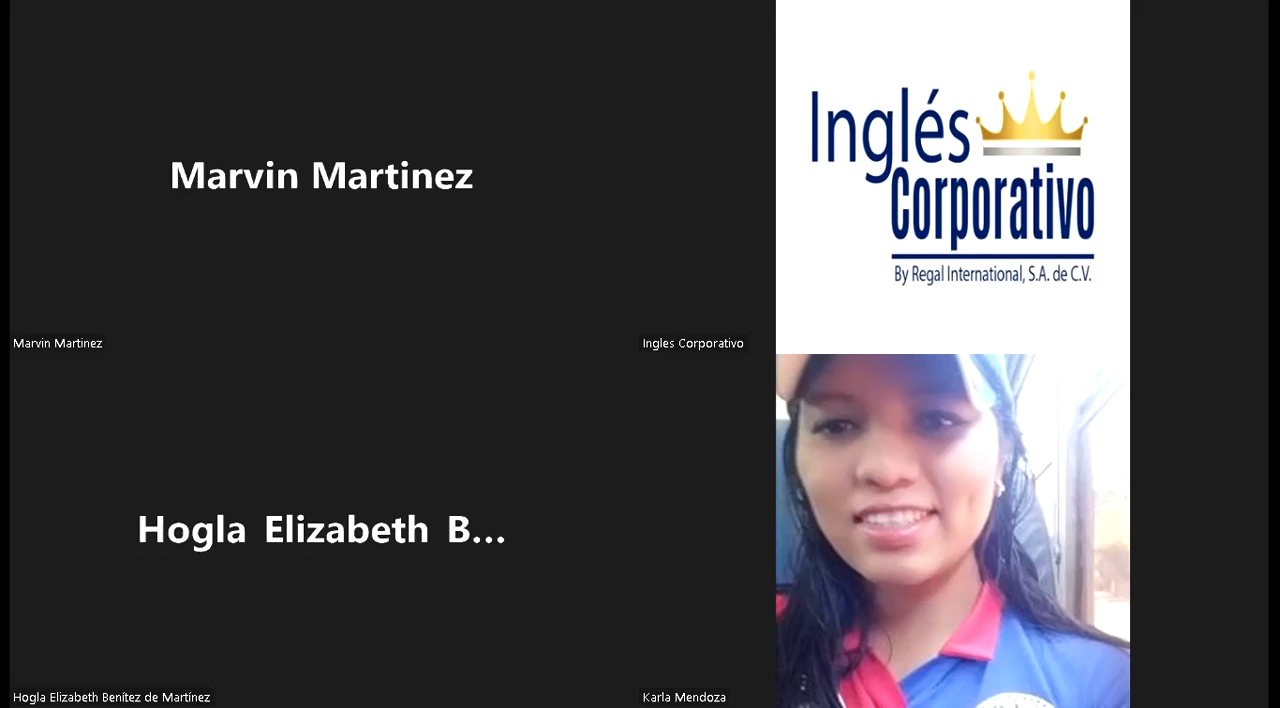 Marvin Martinez
Marvin Martinez
Inglés
Corporativo
By Regal International, S.A. de C.V.
Ingles Corporativo
Hogla Elizabeth B...
Hogla Elizabeth Benítez de Martínez
Karla Mendoza